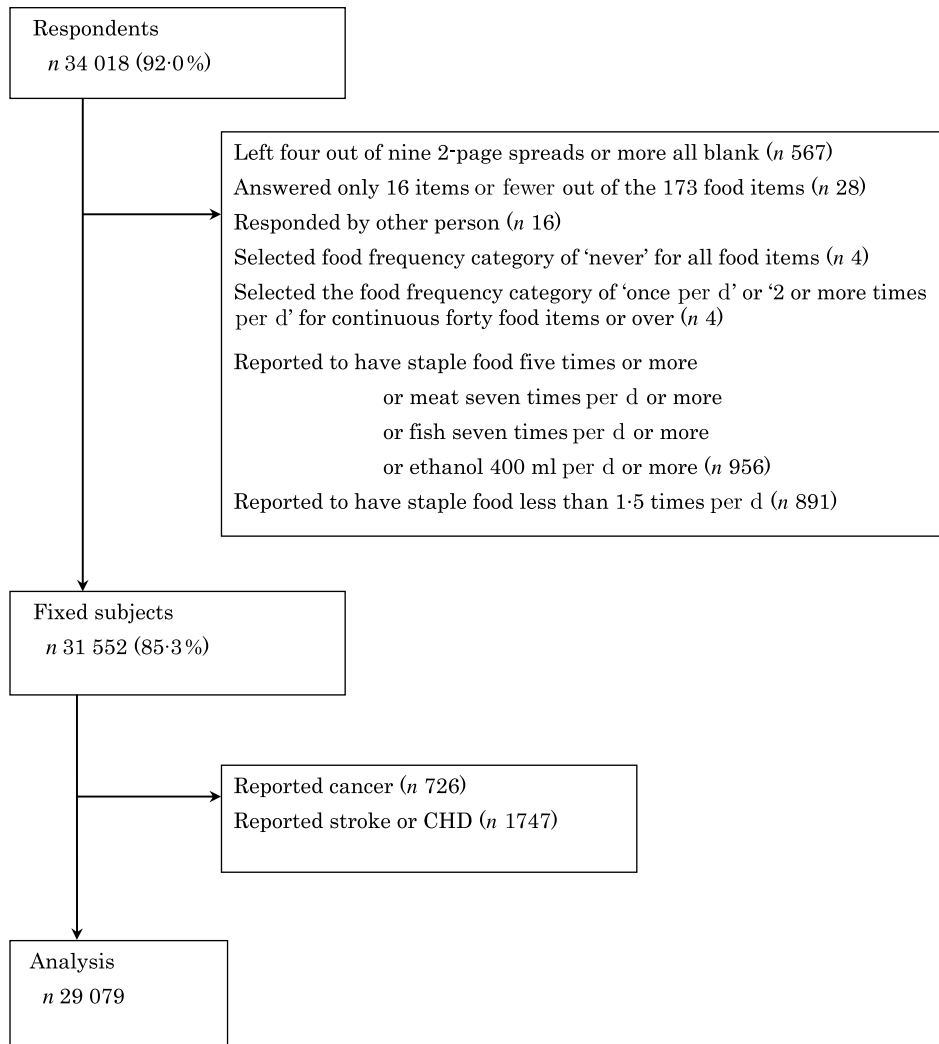 Respondents
n 34 018 (92·0%)
Left four out of nine 2-page spreads or more all blank (n 567)
Answered only 16 items or fewer out of the 173 food items (n 28)
Responded by other person (n 16)
Selected food frequency category of ‘never’ for all food items (n 4)
Selected the food frequency category of ‘once per d’ or ‘2 or more times
per d’ for continuous forty food items or over (n 4)
Reported to have staple food five times or more
or meat seven times per d or more
or fish seven times per d or more
or ethanol 400 ml per d or more (n 956)
Reported to have staple food less than 1·5 times per d (n 891)
Fixed subjects
n 31 552 (85·3%)
Reported cancer (n 726)
Reported stroke or CHD (n 1747)
Analysis
n 29 079